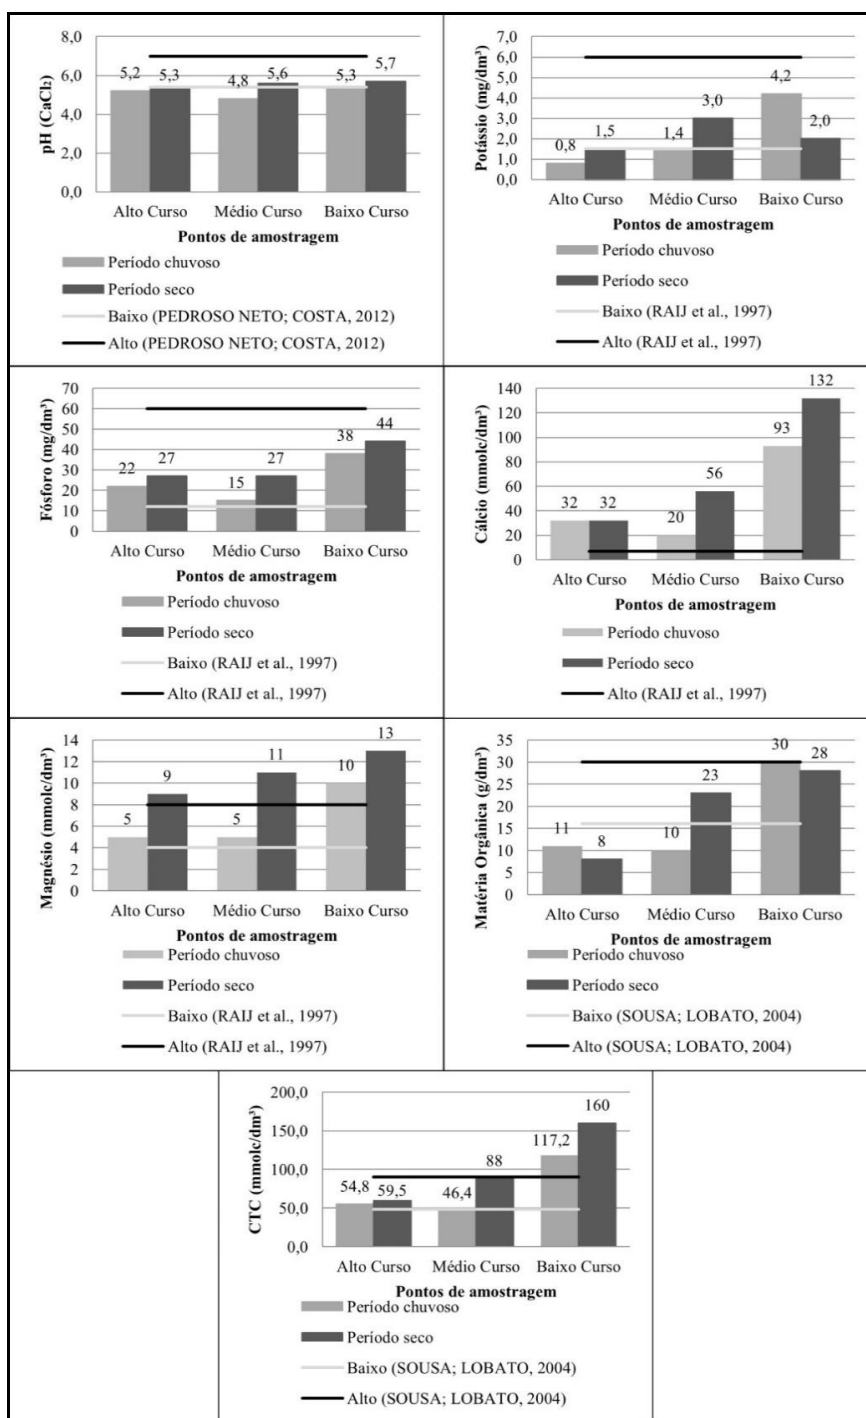 8,0
6,0
4,0
2,0
0,0
pH (CaCl₂)
5,2
5,3
4,8
5,6
5,3
5,7
Alto Curso
Médio Curso
Baixo Curso
Pontos de amostragem
Período chuvoso
Período seco
Baixo (PEDROSO NETO; COSTA, 2012)
Alto (PEDROSO NETO; COSTA, 2012)
7,0
6,0
5,0
4,0
3,0
2,0
1,0
0,0
Potássio (mg/dm³)
0,8
1,5
1,4
3,0
4,2
2,0
Alto Curso
Médio Curso
Baixo Curso
Pontos de amostragem
Período chuvoso
Período seco
Baixo (RAIJ et al., 1997)
Alto (RAIJ et al., 1997)
70
60
50
40
30
20
10
0
Fósforo (mg/dm³)
22
27
15
27
38
44
Alto Curso
Médio Curso
Baixo Curso
Pontos de amostragem
Período chuvoso
Período seco
Baixo (RAIJ et al., 1997)
Alto (RAIJ et al., 1997)
140
120
100
80
60
40
20
0
Cálcio (mmolc/dm³)
32
32
20
56
93
132
Alto Curso
Médio Curso
Baixo Curso
Pontos de amostragem
Período chuvoso
Período seco
Alto (RAIJ et al., 1997)
14
12
10
8
6
4
2
0
Magnésio (mmolc/dm³)
5
9
5
11
10
13
Alto Curso
Médio Curso
Baixo Curso
Pontos de amostragem
Período chuvoso
Período seco
Baixo (RAIJ et al., 1997)
Alto (RAIJ et al., 1997)
35
30
25
20
15
10
5
0
Matéria Orgânica (g/dm³)
11
8
10
23
30
28
Alto Curso
Médio Curso
Baixo Curso
Pontos de amostragem
Período chuvoso
Período seco
Baixo (SOUSA; LOBATO, 2004)
Alto (SOUSA; LOBATO, 2004)
200,0
150,0
100,0
50,0
0,0
CTC (mmolc/dm³)
54,8
59,5
46,4
88
117,2
160
Alto Curso
Médio Curso
Baixo Curso
Pontos de amostragem
Período chuvoso
Período seco
Baixo (SOUSA; LOBATO, 2004)
Alto (SOUSA; LOBATO, 2004)